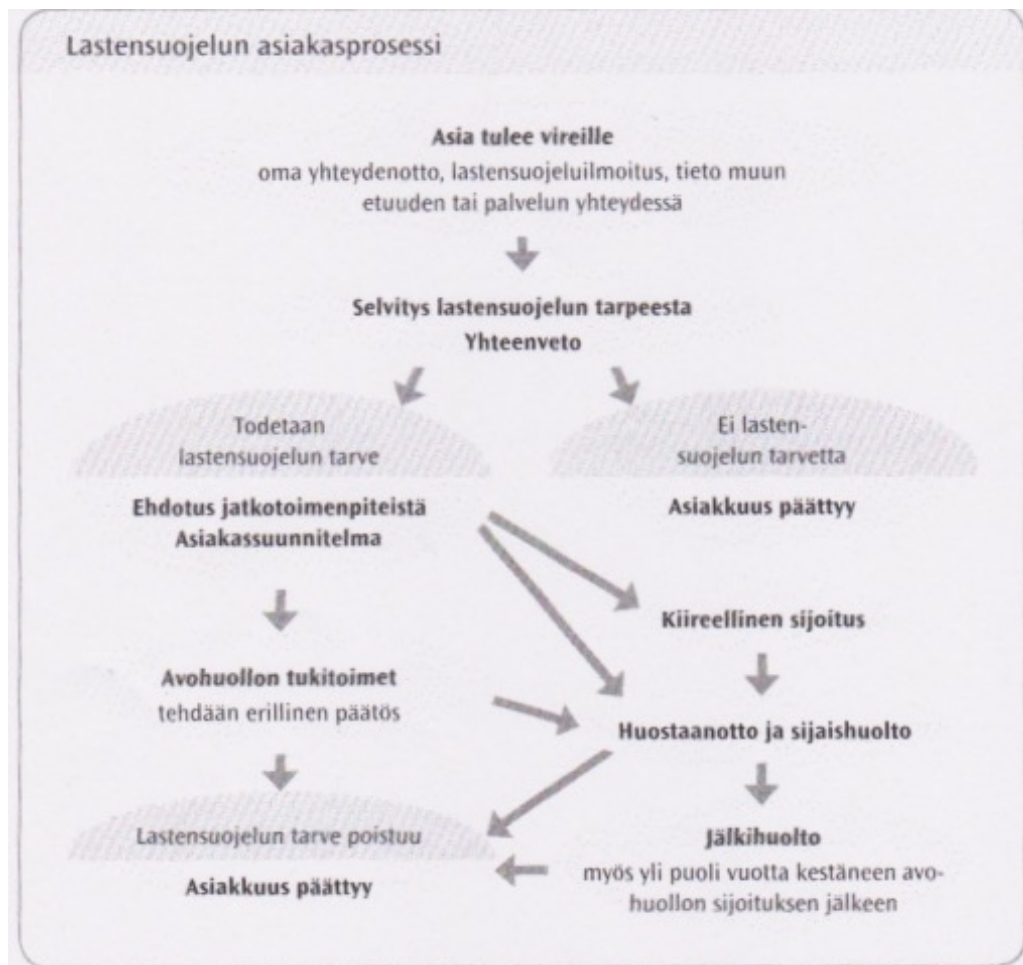 Lastensuojelun asiakasprosessi
Asia tulee vireille
oma yhteydenotto, lastensuojeluilmoitus, tieto muun
etuuden tai palvelun yhteydessä
Selvitys lastensuojelun tarpeesta
Yhteenveto
Todetaan
lastensuojelun tarve
Ei lasten-
suojelun tarvetta
Ehdotus jatkotoimenpiteistä
Asiakassuunnitelma
Asiakkuus päättyy
Kiireellinen sijoitus
Avohuollon tukitoimet
tehdään erillinen päätös
Huostaanotto ja sijaishuolto
Lastensuojelun tarve poistuu
Asiakkuus päättyy
Jälkihuolto
myös yli puoli vuotta kestäneen avo-
huollon sijoituksen jälkeen